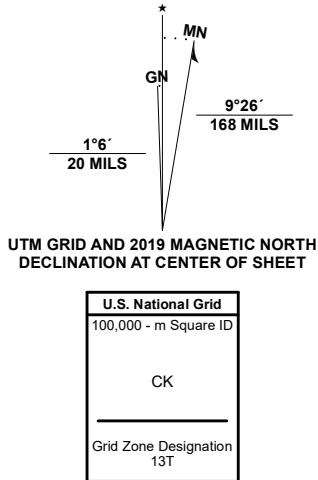 ★
MN
GN
9°26´
168 MILS
1°6´
20 MILS
UTM GRID AND 2019 MAGNETIC NORTH
DECLINATION AT CENTER OF SHEET
U.S. National Grid
100,000 - m Square ID
CK
Grid Zone Designation
13T